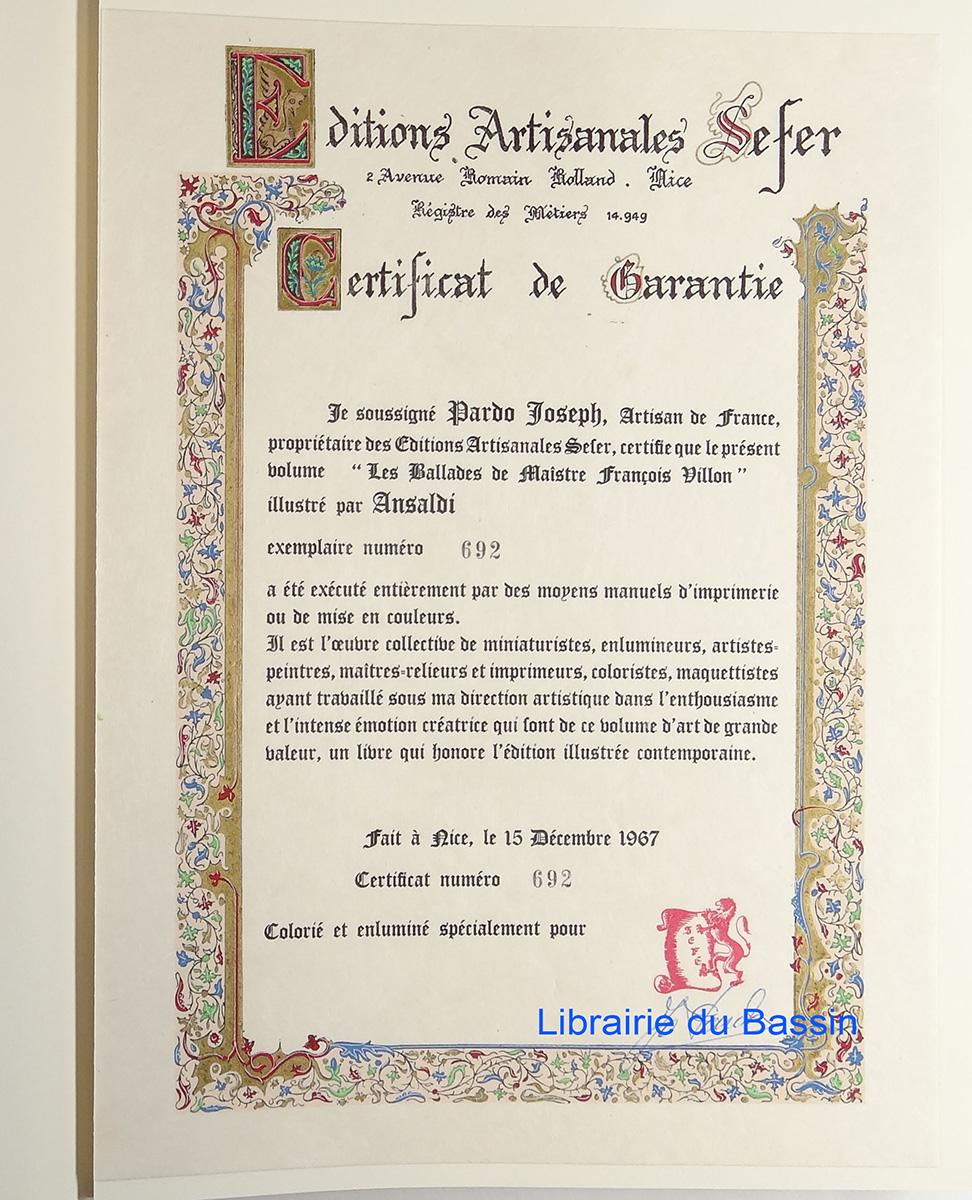 Editions Artisanales Sefer
2 Avenue Romain Rolland . Nice
Régistre des Métiers 14.949
Certificat de Garantie
Je soussigné Pardo Joseph, Artisan de France,
propriétaire des Editions Artisanales Sefer, certifie que le présent
volume “Les Ballades de Maîstre François Villon”
illustré par Ansaldi
exemplaire numéro 692
a été exécuté entièrement par des moyens manuels d'imprimerie
ou de mise en couleurs.
Il est l'œuvre collective de miniaturistes, enlumineurs, artistes-
peintres, maîtres-relieurs et imprimeurs, coloristes, maquettistes
ayant travaillé sous ma direction artistique dans l'enthousiasme
et l'intense émotion créatrice qui font de ce volume d'art de grande
valeur, un livre qui honore l'édition illustrée contemporaine.
Fait à Nice, le 15 Décembre 1967
Certificat numéro 692
Colorié et enluminé spécialement pour
Librairie du Bassin